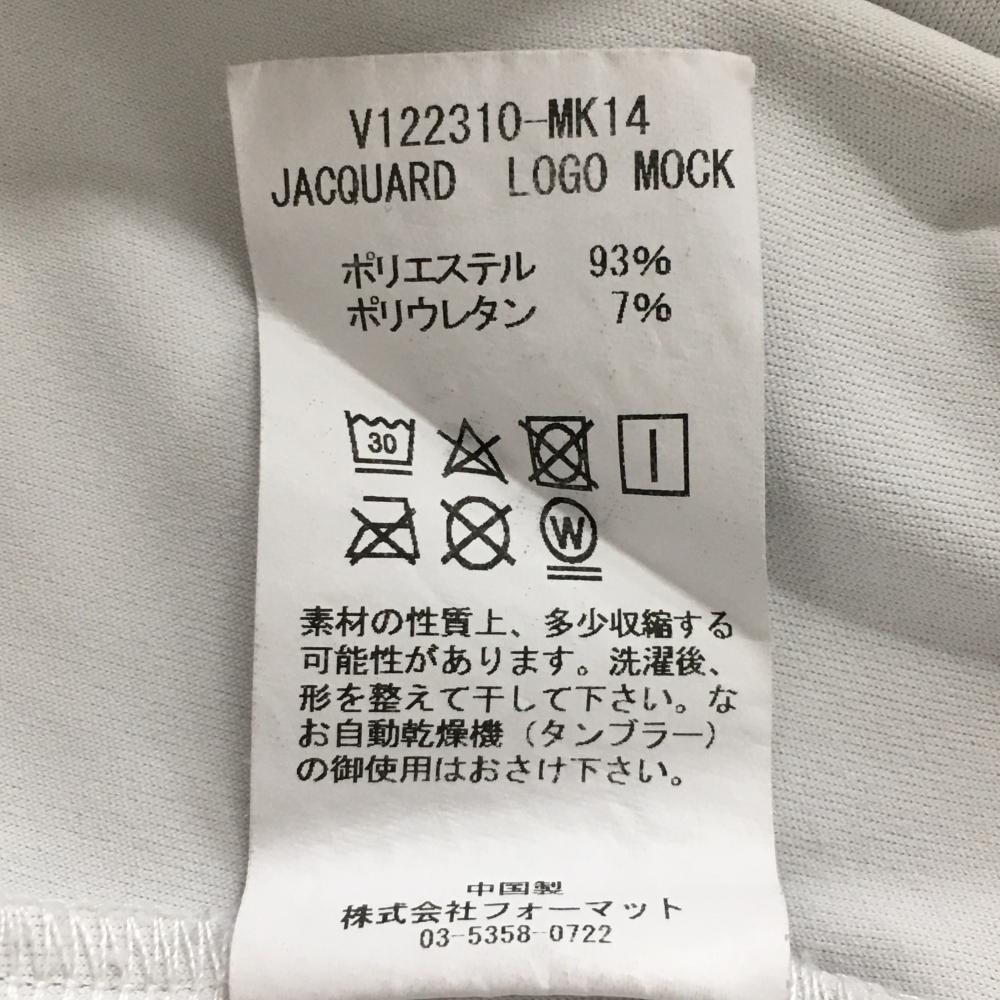 V122310-MK14
JACQUARD LOGO MOCK
ポリエステル 93%
ポリウレタン 7%
30
W
素材の性質上、多少収縮する
可能性があります。洗濯後、
形を整えて干して下さい。な
お自動乾燥機（タンブラー）
の御使用はおさけ下さい。
中国製
株式会社フォーマット
03-5358-0722